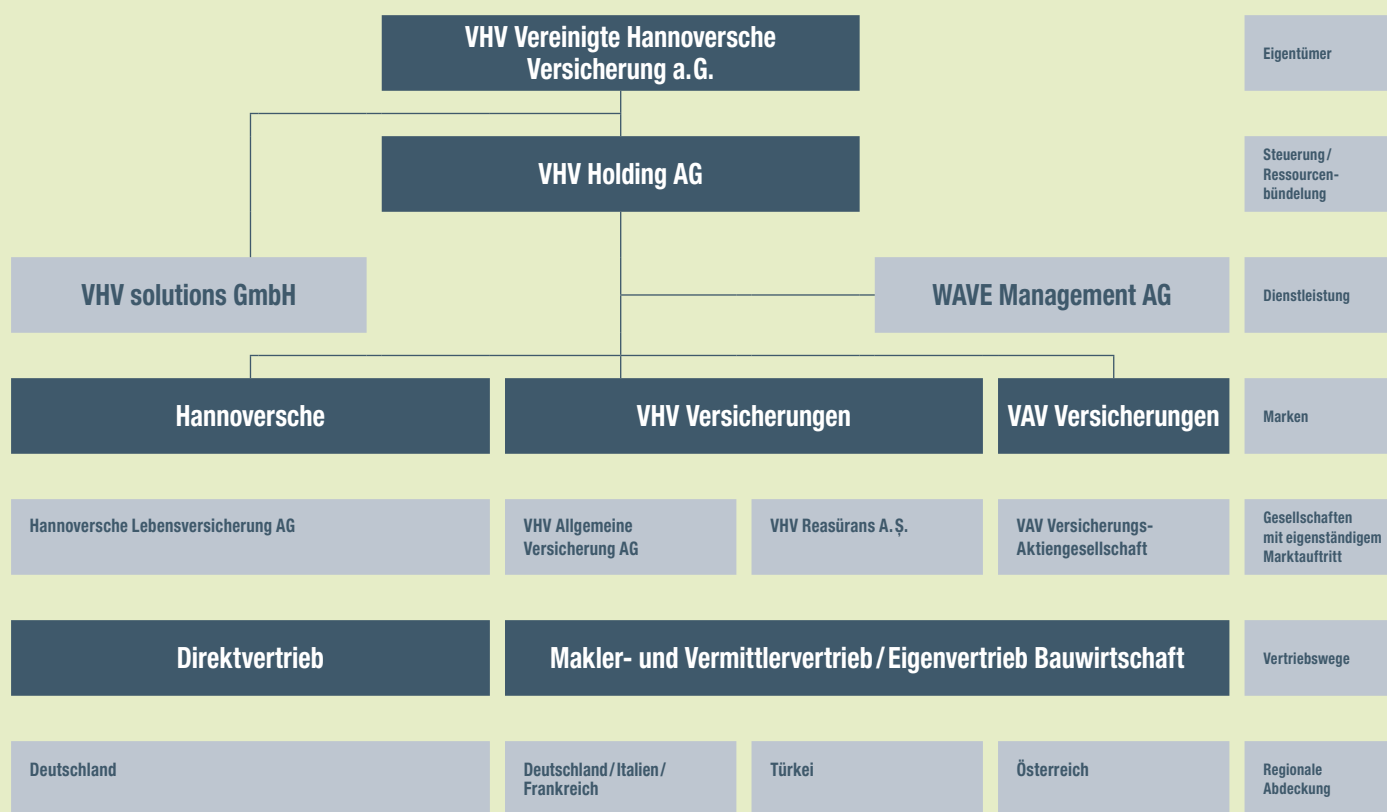 VHV Vereinigte Hannoversche
Versicherung a.G.
Eigentümer
VHV Holding AG
Steuerung/
Ressourcen-
bündelung
VHV solutions GmbH
WAVE Management AG
Dienstleistung
Hannoversche
VHV Versicherungen
VAV Versicherungen
Marken
Hannoversche Lebensversicherung AG
VHV Allgemeine
Versicherung AG
VHV Reasürans A.Ş.
VAV Versicherungs-
Aktiengesellschaft
Gesellschaften
mit eigenständigem
Marktauftritt
Direktvertrieb
Makler- und Vermittlervertrieb/Eigenvertrieb Bauwirtschaft
Vertriebswege
Deutschland
Deutschland/Italien/
Frankreich
Türkei
Österreich
Regionale
Abdeckung